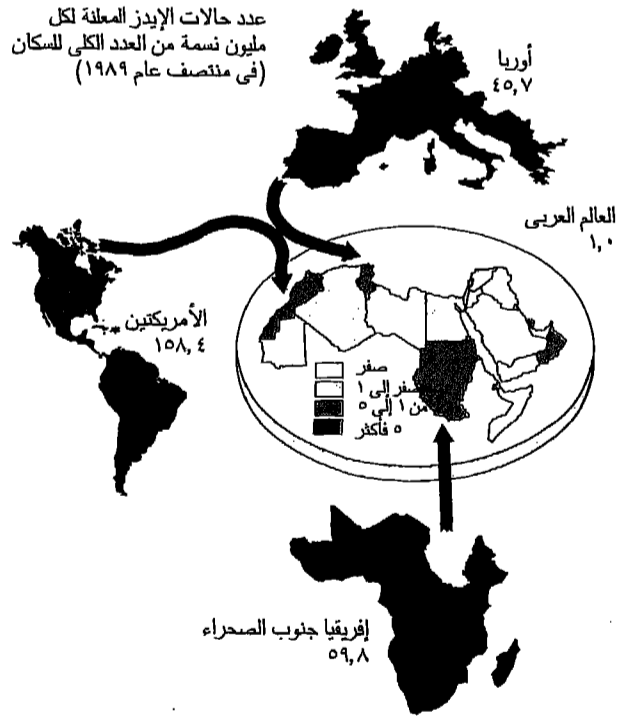 عدد حالات الإيدز المعلنة لكل
مليون نسمة من العدد الكلى للسكان
(فى منتصف عام ١٩٨٩)
أوربا
٤٥,٧
العالم العربى
١,٠
الأمريكتين
١٥٨,٤
صفر
صفر إلى ١
من ١ إلى ٥
٥ فأكثر
إفريقيا جنوب الصحراء
٥٩,٨